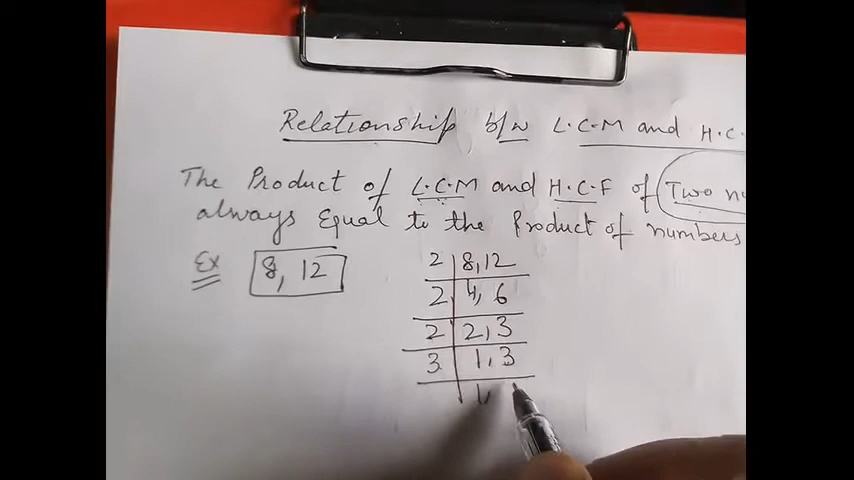 Relationship b/w L.C.M and H.C.
The Product of L.C.M and H.C.F of Two n
always Equal to the Product of numbers
Ex 8, 12
2 8,12
2 4, 6
2 2,3
3 1,3
1,